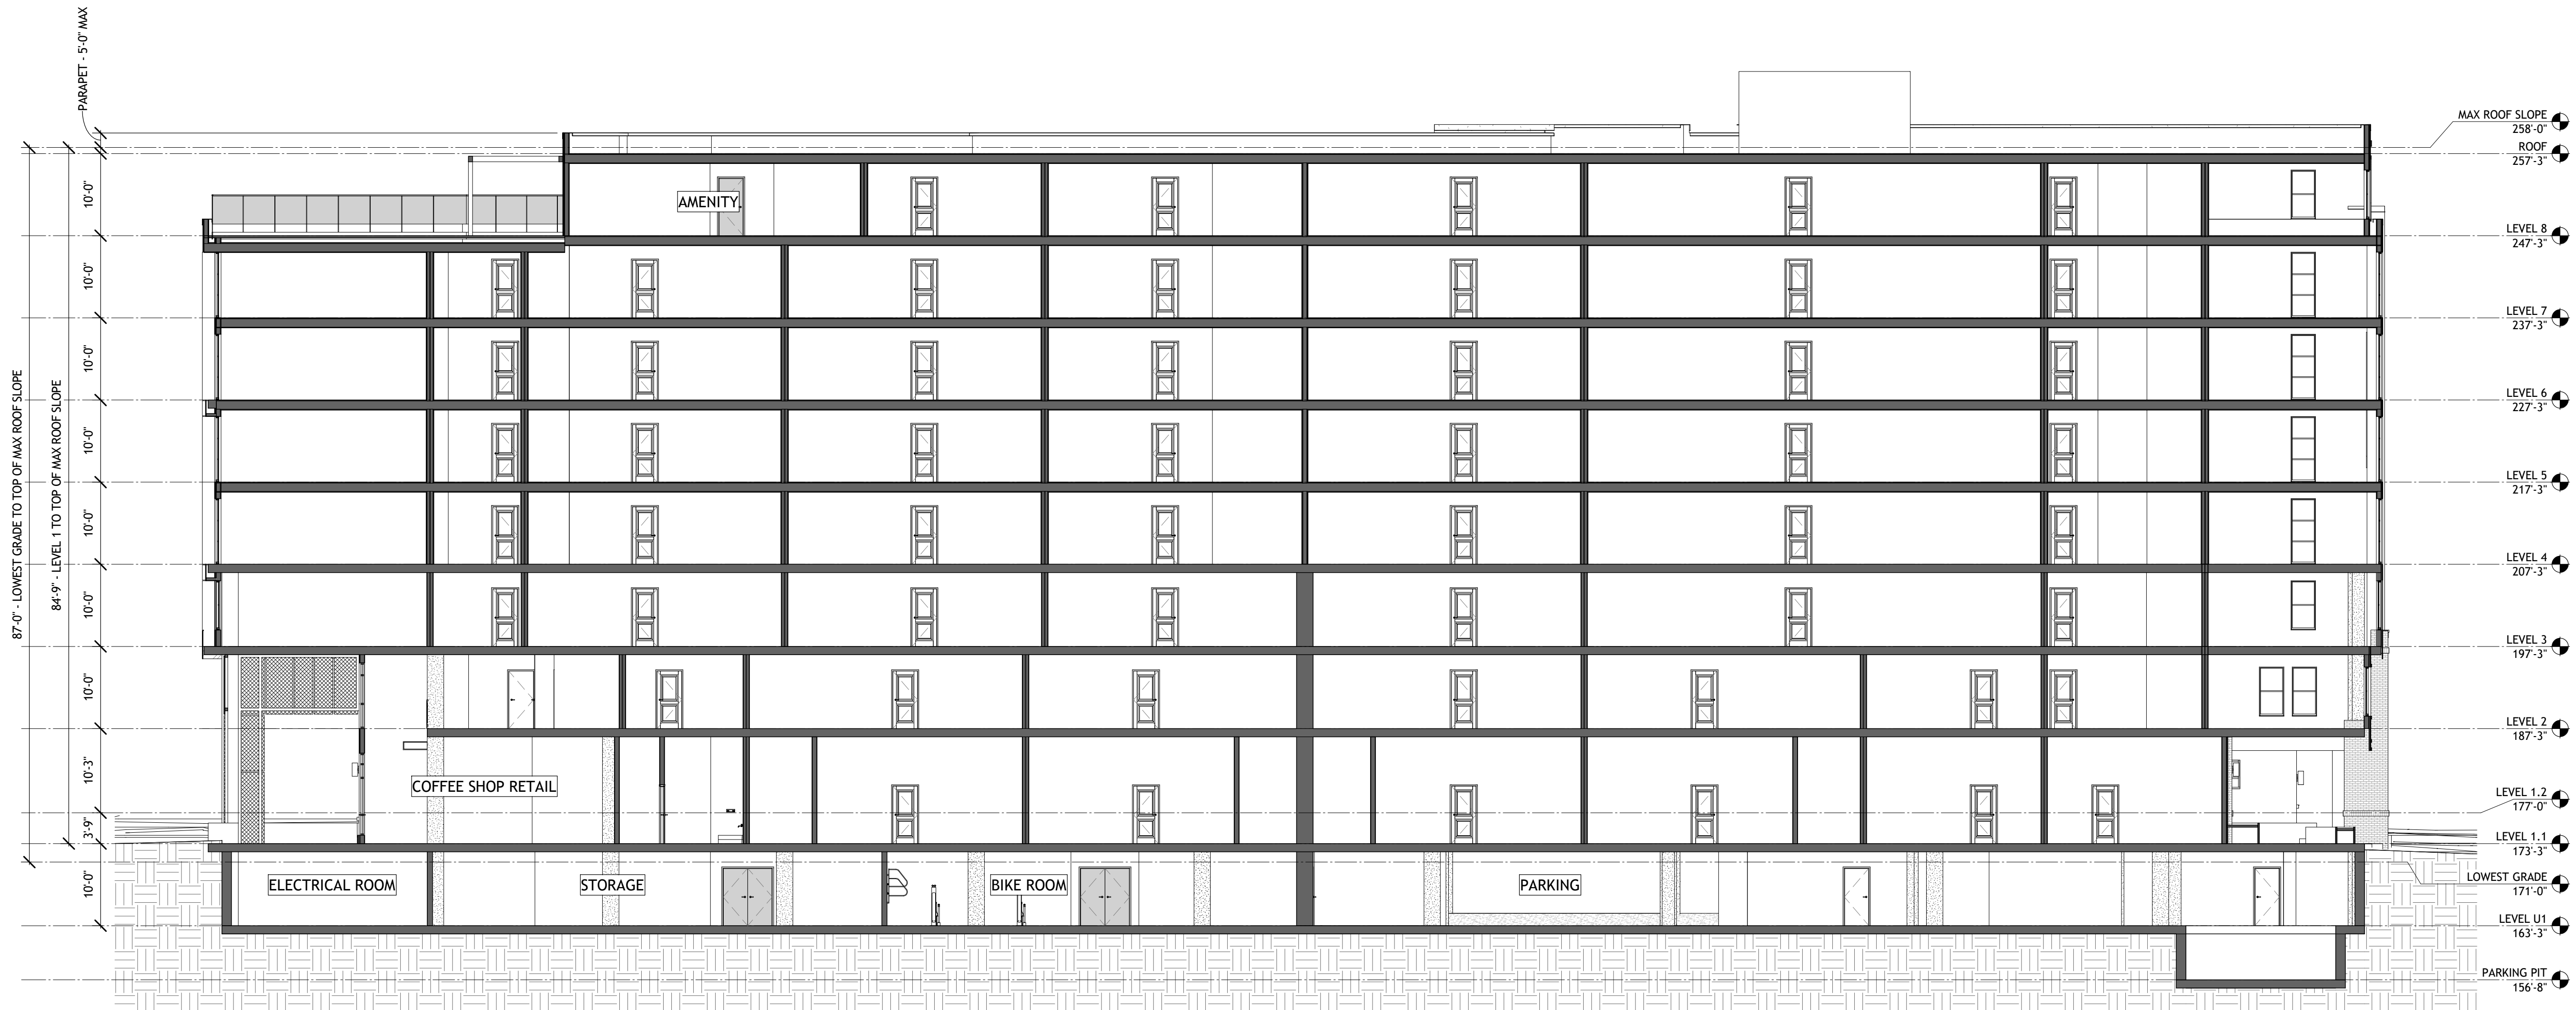 PARAPET - 5'-0" MAX
87'-0" - LOWEST GRADE TO TOP OF MAX ROOF SLOPE
84'-9" - LEVEL 1 TO TOP OF MAX ROOF SLOPE
10'-0"
10'-0"
10'-0"
10'-0"
10'-0"
10'-0"
10'-0"
10'-3"
3'-9"
10'-0"
AMENITY
COFFEE SHOP RETAIL
ELECTRICAL ROOM
STORAGE
BIKE ROOM
PARKING
MAX ROOF SLOPE
258'-0"
ROOF
257'-3"
LEVEL 8
247'-3"
LEVEL 7
237'-3"
LEVEL 6
227'-3"
LEVEL 5
217'-3"
LEVEL 4
207'-3"
LEVEL 3
197'-3"
LEVEL 2
187'-3"
LEVEL 1.2
177'-0"
LEVEL 1.1
173'-3"
LOWEST GRADE
171'-0"
LEVEL U1
163'-3"
PARKING PIT
156'-8"